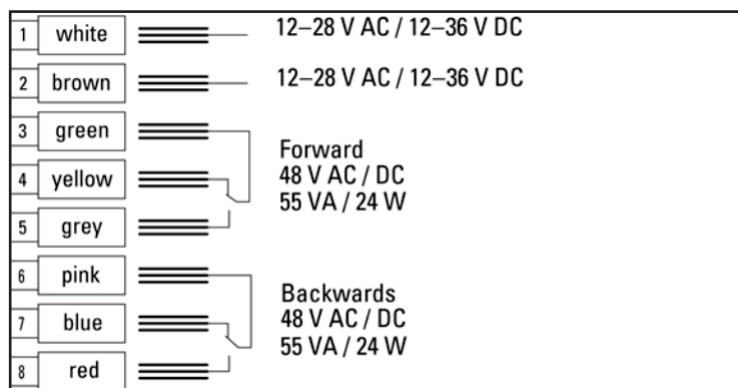 1 white 12–28 V AC / 12–36 V DC
2 brown 12–28 V AC / 12–36 V DC
3 green
4 yellow
5 grey
Forward
48 V AC / DC
55 VA / 24 W
6 pink
7 blue
8 red
Backwards
48 V AC / DC
55 VA / 24 W